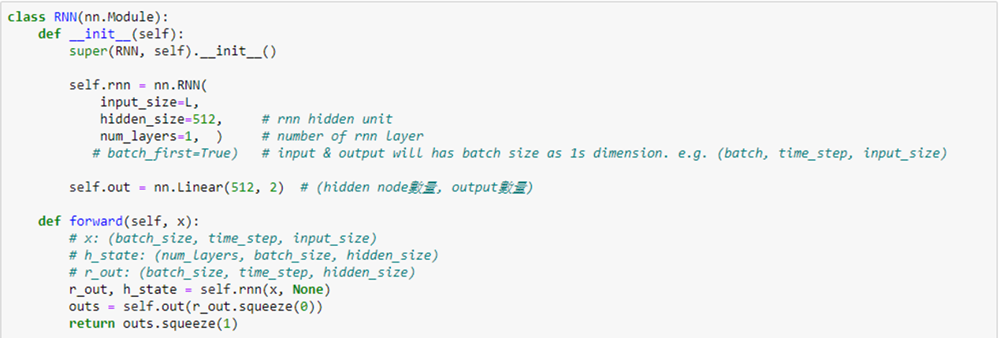 class RNN(nn.Module):
    def __init__(self):
        super(RNN, self).__init__()
        self.rnn = nn.RNN(
            input_size=L,
            hidden_size=512,     # rnn hidden unit
            num_layers=1,  )     # number of rnn layer
           # batch_first=True)   # input & output will has batch size as 1s dimension. e.g. (batch, time_step, input_size)
        self.out = nn.Linear(512, 2)  # (hidden node數量, output數量)
    def forward(self, x):
        # x: (batch_size, time_step, input_size)
        # h_state: (num_layers, batch_size, hidden_size)
        # r_out: (batch_size, time_step, hidden_size)
        r_out, h_state = self.rnn(x, None)
        outs = self.out(r_out.squeeze(0))
        return outs.squeeze(1)